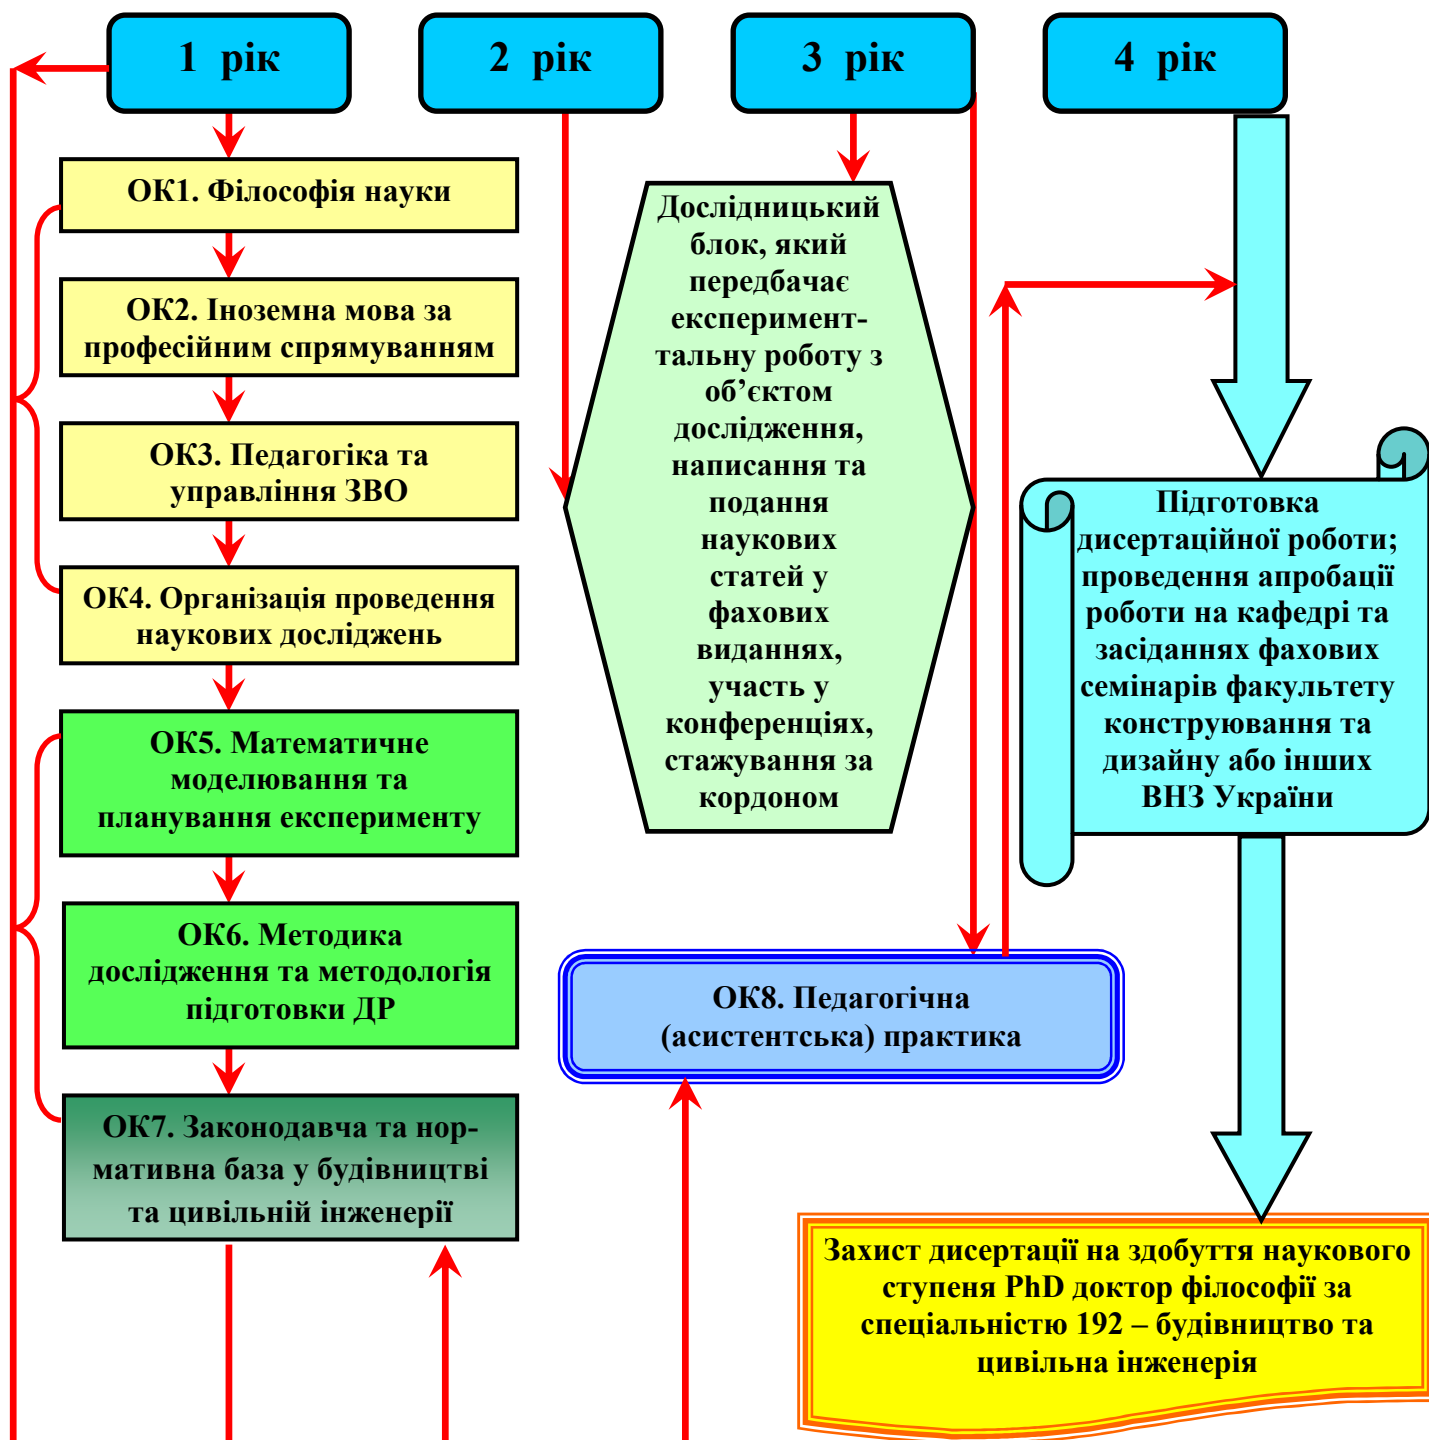 1 рік
2 рік
3 рік
4 рік
ОК1. Філософія науки
ОК2. Іноземна мова за
професійним спрямуванням
ОК3. Педагогіка та
управління ЗВО
ОК4. Організація проведення
наукових досліджень
ОК5. Математичне
моделювання та
планування експерименту
ОК6. Методика
дослідження та методологія
підготовки ДР
ОК7. Законодавча та нор-
мативна база у будівництві
та цивільній інженерії
Дослідницький
блок, який
передбачає
експеримент-
тальну роботу з
об’єктом
дослідження,
написання та
подання
наукових
статей у
фахових
виданнях,
участь у
конференціях,
стажування за
кордоном
ОК8. Педагогічна
(асистентська) практика
Підготовка
дисертаційної роботи;
проведення апробації
роботи на кафедрі та
засіданнях фахових
семінарів факультету
конструювання та
дизайну або інших
ВНЗ України
Захист дисертації на здобуття наукового
ступеня PhD доктор філософії за
спеціальністю 192 – будівництво та
цивільна інженерія